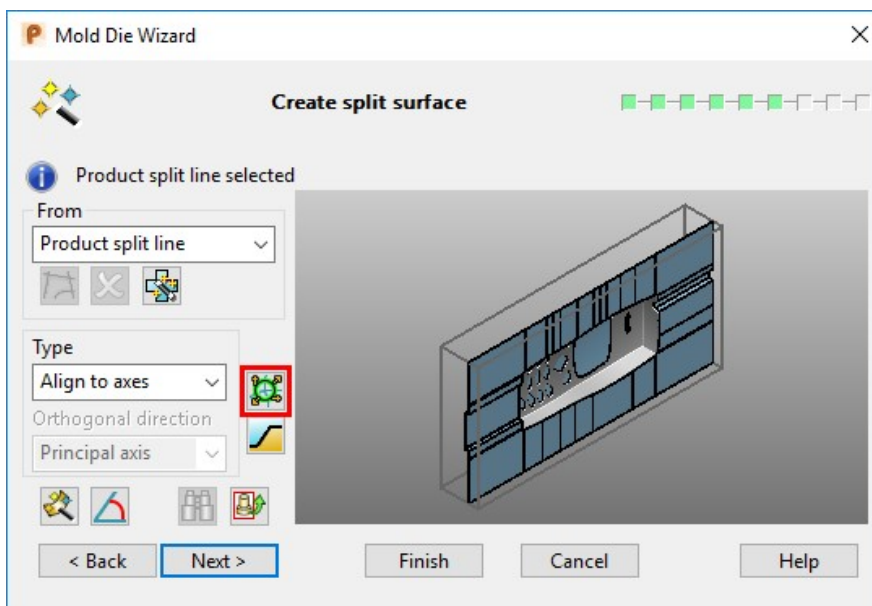 Mold Die Wizard
Create split surface
Product split line selected
From
Product split line
Type
Align to axes
Orthogonal direction
Principal axis
< Back
Next >
Finish
Cancel
Help